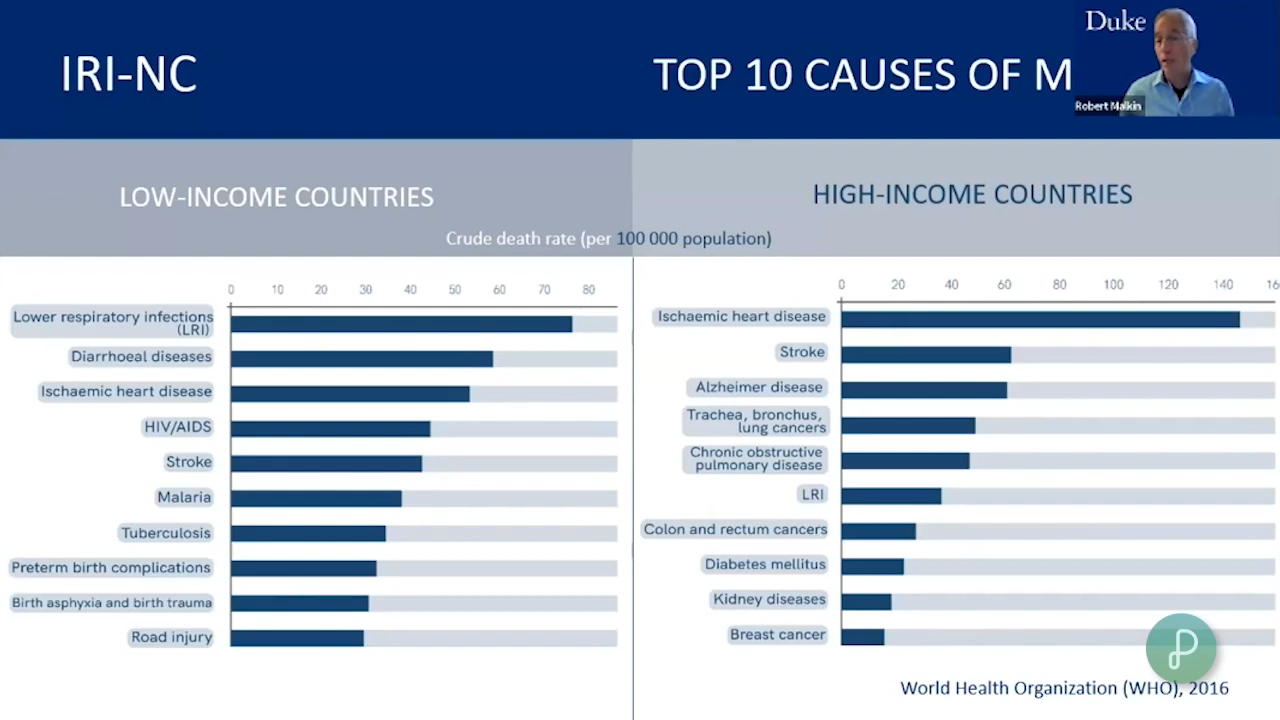 IRI-NC
TOP 10 CAUSES OF M
Duke
Robert Malkin
LOW-INCOME COUNTRIES
HIGH-INCOME COUNTRIES
Crude death rate (per 100 000 population)
0 10 20 30 40 50 60 70 80
Lower respiratory infections
(LRI)
Diarrhoeal diseases
Ischaemic heart disease
HIV/AIDS
Stroke
Malaria
Tuberculosis
Preterm birth complications
Birth asphyxia and birth trauma
Road injury
0 20 40 60 80 100 120 140 16
Ischaemic heart disease
Stroke
Alzheimer disease
Trachea, bronchus,
lung cancers
Chronic obstructive
pulmonary disease
LRI
Colon and rectum cancers
Diabetes mellitus
Kidney diseases
Breast cancer
World Health Organization (WHO), 2016